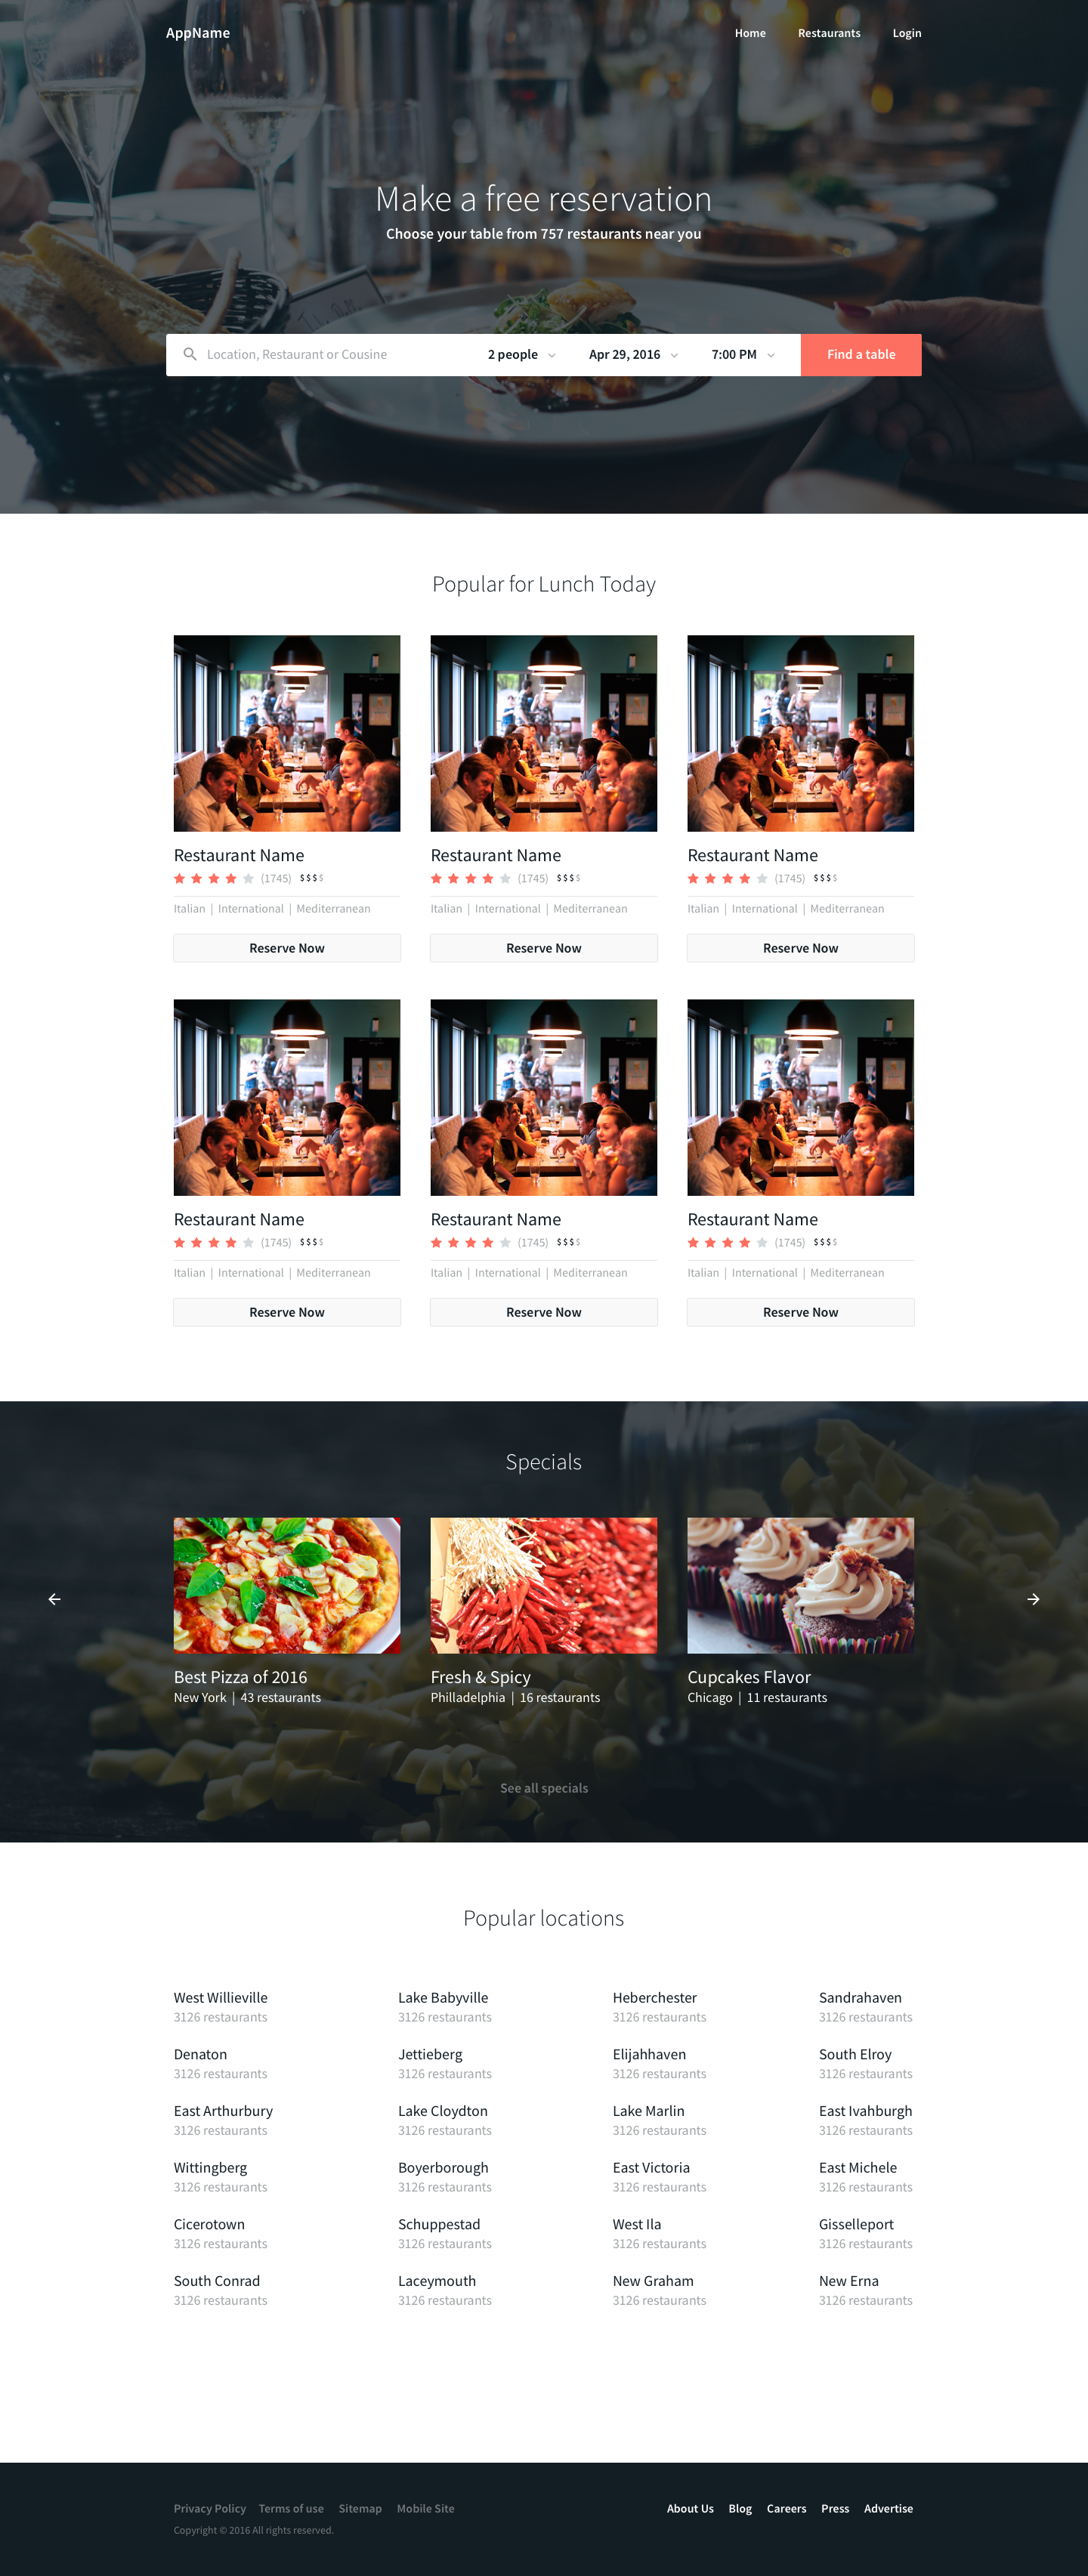 AppName Home Restaurants Login
Make a free reservation
Choose your table from 757 restaurants near you
Location, Restaurant or Cousine 2 people Apr 29, 2016 7:00 PM Find a table
Popular for Lunch Today
Restaurant Name Restaurant Name Restaurant Name
(1745) $$$$ (1745) $$$$ (1745) $$$$
Italian | International | Mediterranean Italian | International | Mediterranean Italian | International | Mediterranean
Reserve Now Reserve Now Reserve Now
Restaurant Name Restaurant Name Restaurant Name
(1745) $$$$ (1745) $$$$ (1745) $$$$
Italian | International | Mediterranean Italian | International | Mediterranean Italian | International | Mediterranean
Reserve Now Reserve Now Reserve Now
Specials
Best Pizza of 2016 Fresh & Spicy Cupcakes Flavor
New York | 43 restaurants Philladelphia | 16 restaurants Chicago | 11 restaurants
See all specials
Popular locations
West Willieville Lake Babyville Heberchester Sandrahaven
3126 restaurants 3126 restaurants 3126 restaurants 3126 restaurants
Denaton Jettieberg Elijahhaven South Elroy
3126 restaurants 3126 restaurants 3126 restaurants 3126 restaurants
East Arthurbury Lake Cloydton Lake Marlin East Ivahburgh
3126 restaurants 3126 restaurants 3126 restaurants 3126 restaurants
Wittingberg Boyerborough East Victoria East Michele
3126 restaurants 3126 restaurants 3126 restaurants 3126 restaurants
Cicerotown Schuppestad West Ila Gisselleport
3126 restaurants 3126 restaurants 3126 restaurants 3126 restaurants
South Conrad Laceymouth New Graham New Erna
3126 restaurants 3126 restaurants 3126 restaurants 3126 restaurants
Privacy Policy Terms of use Sitemap Mobile Site About Us Blog Careers Press Advertise
Copyright © 2016 All rights reserved.